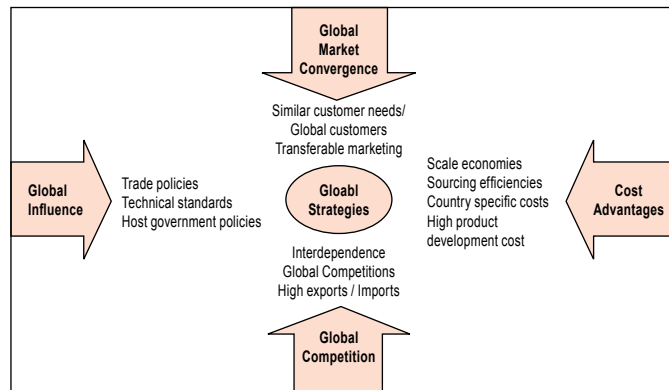 Global
Market
Convergence
Similar customer needs/
Global customers
Transferable marketing
Global
Influence
Trade policies
Technical standards
Host government policies
Gloabl
Strategies
Scale economies
Sourcing efficiencies
Country specific costs
High product
development cost
Cost
Advantages
Interdependence
Global Competitions
High exports / Imports
Global
Competition